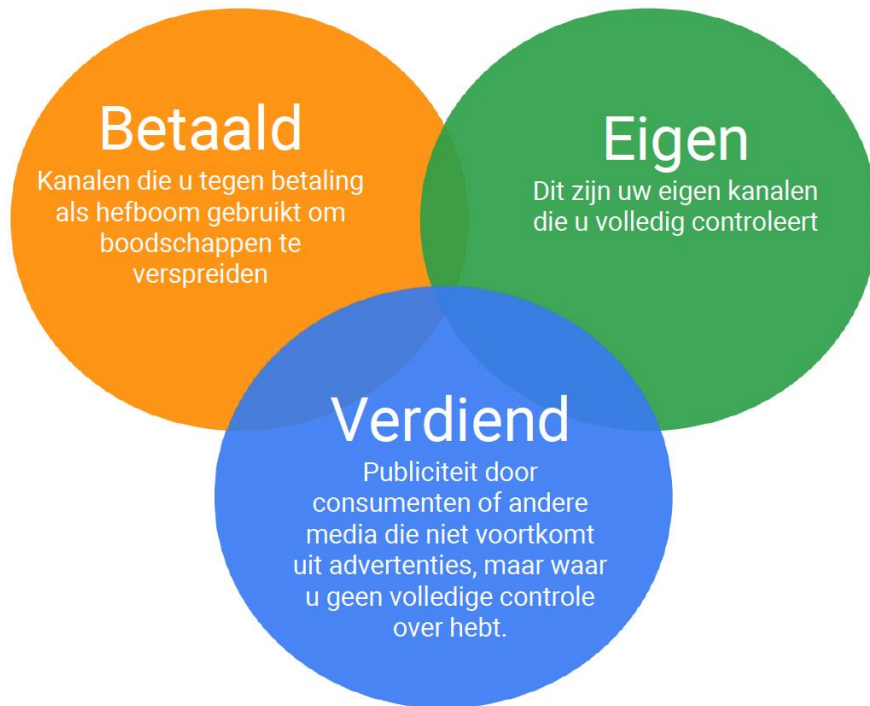 Betaald
Kanalen die u tegen betaling
als hefboom gebruikt om
boodschappen te
verspreiden
Eigen
Dit zijn uw eigen kanalen
die u volledig controleert
Verdiend
Publiciteit door
consumenten of andere
media die niet voortkomt
uit advertenties, maar waar
u geen volledige controle
over hebt.